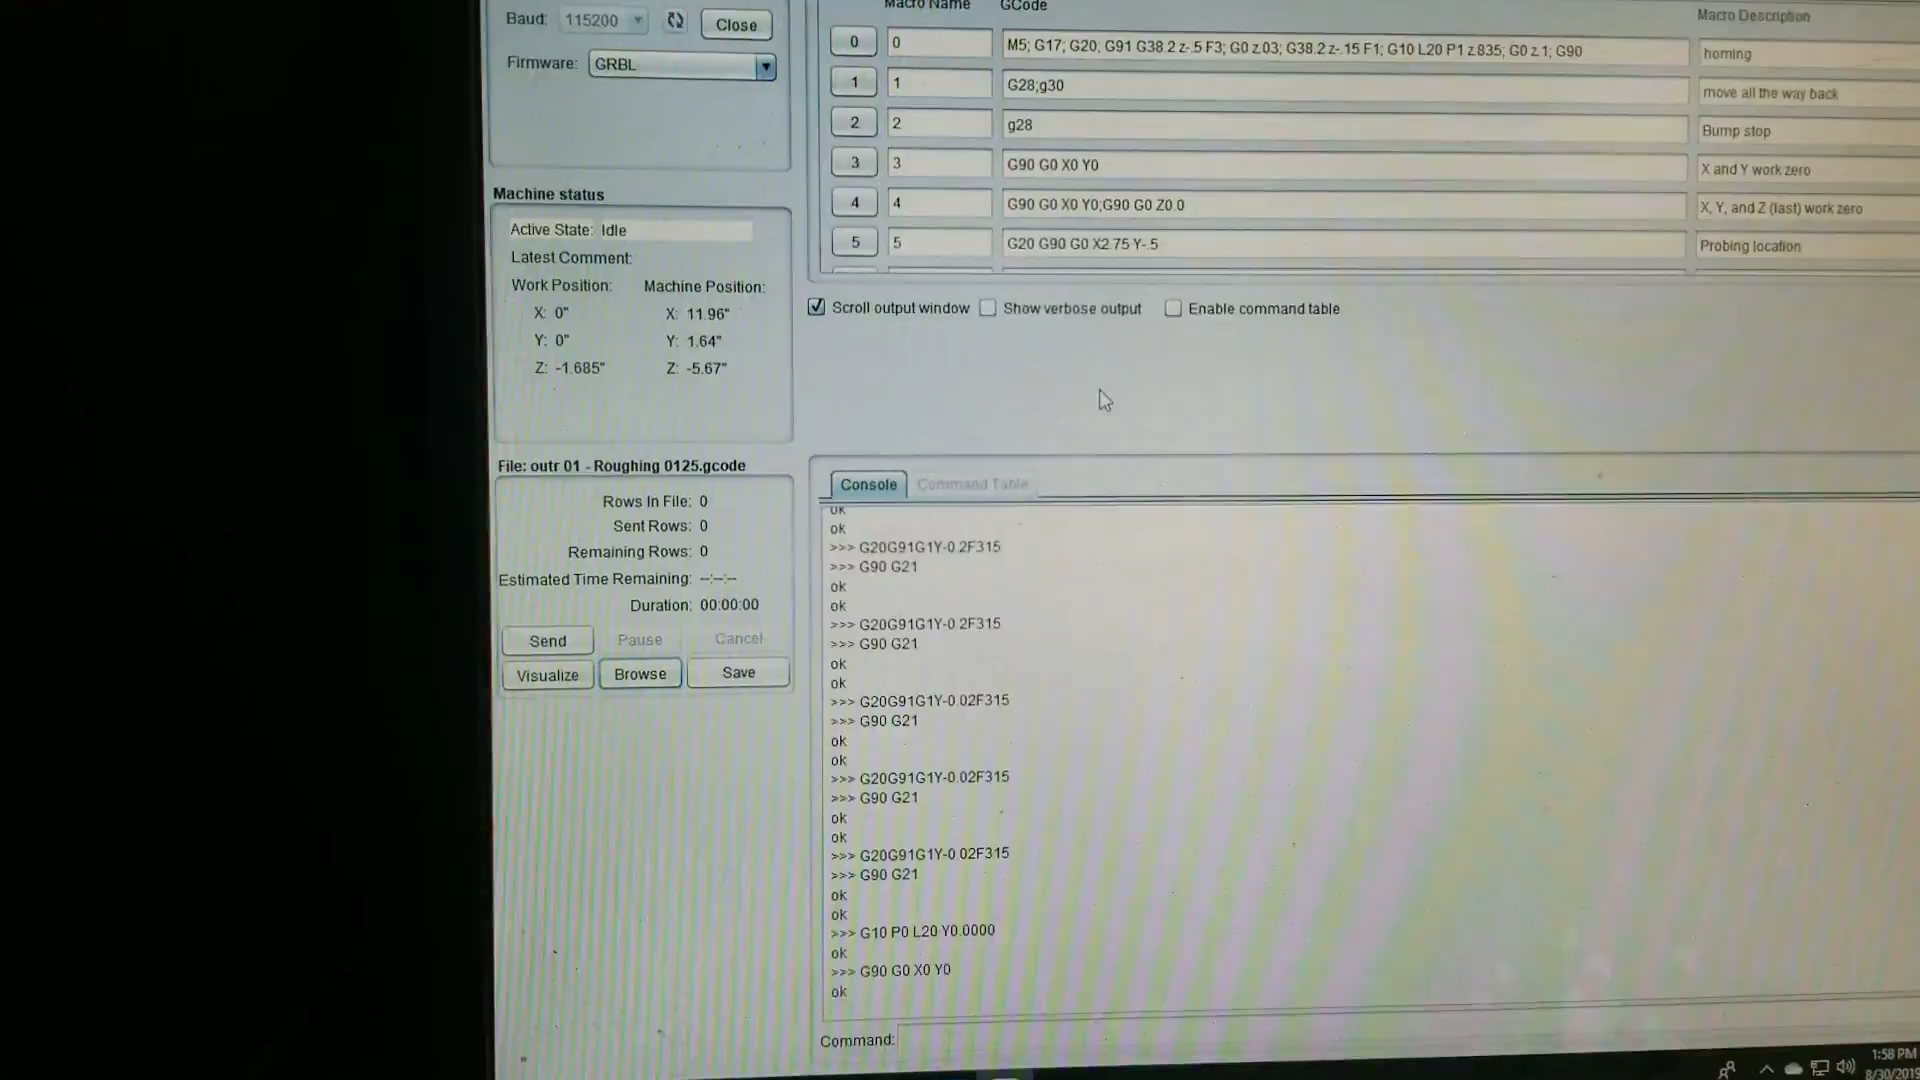 Baud: 115200 Close
Firmware: GRBL
Machine status
Active State: Idle
Latest Comment:
Work Position: Machine Position:
X: 0" X: 11.96"
Y: 0" Y: 1.64"
Z: -1.685" Z: -5.67"
File: outr 01 - Roughing 0125.gcode
Rows In File: 0
Sent Rows: 0
Remaining Rows: 0
Estimated Time Remaining: --:--:--
Duration: 00:00:00
Send Pause Cancel
Visualize Browse Save
Macro Name GCode Macro Description
0 0 M5; G17; G20; G91 G38.2 z-.5 F3; G0 z.03; G38.2 z-.15 F1; G10 L20 P1 z.835; G0 z.1; G90 homing
1 1 G28;g30 move all the way back
2 2 g28 Bump stop
3 3 G90 G0 X0 Y0 X and Y work zero
4 4 G90 G0 X0 Y0;G90 G0 Z0.0 X, Y, and Z (last) work zero
5 5 G20 G90 G0 X2.75 Y-.5 Probing location
Scroll output window Show verbose output Enable command table
Console Command Table
ok
ok
>>> G20G91G1Y-0.2F315
>>> G90 G21
ok
ok
>>> G20G91G1Y-0.2F315
>>> G90 G21
ok
ok
>>> G20G91G1Y-0.02F315
>>> G90 G21
ok
ok
>>> G20G91G1Y-0.02F315
>>> G90 G21
ok
ok
>>> G20G91G1Y-0.02F315
>>> G90 G21
ok
ok
>>> G10 P0 L20 Y0.0000
ok
>>> G90 G0 X0 Y0
ok
Command:
1:58 PM
8/30/2019